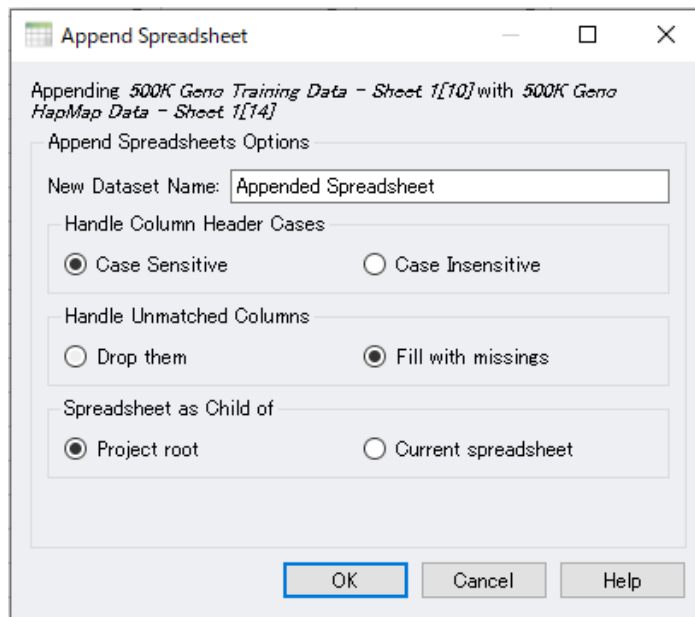 Append Spreadsheet
Appending 500K Geno Training Data - Sheet 1[10] with 500K Geno
HapMap Data - Sheet 1[14]
Append Spreadsheets Options
New Dataset Name: Appended Spreadsheet
Handle Column Header Cases
Case Sensitive Case Insensitive
Handle Unmatched Columns
Drop them Fill with missings
Spreadsheet as Child of
Project root Current spreadsheet
OK Cancel Help